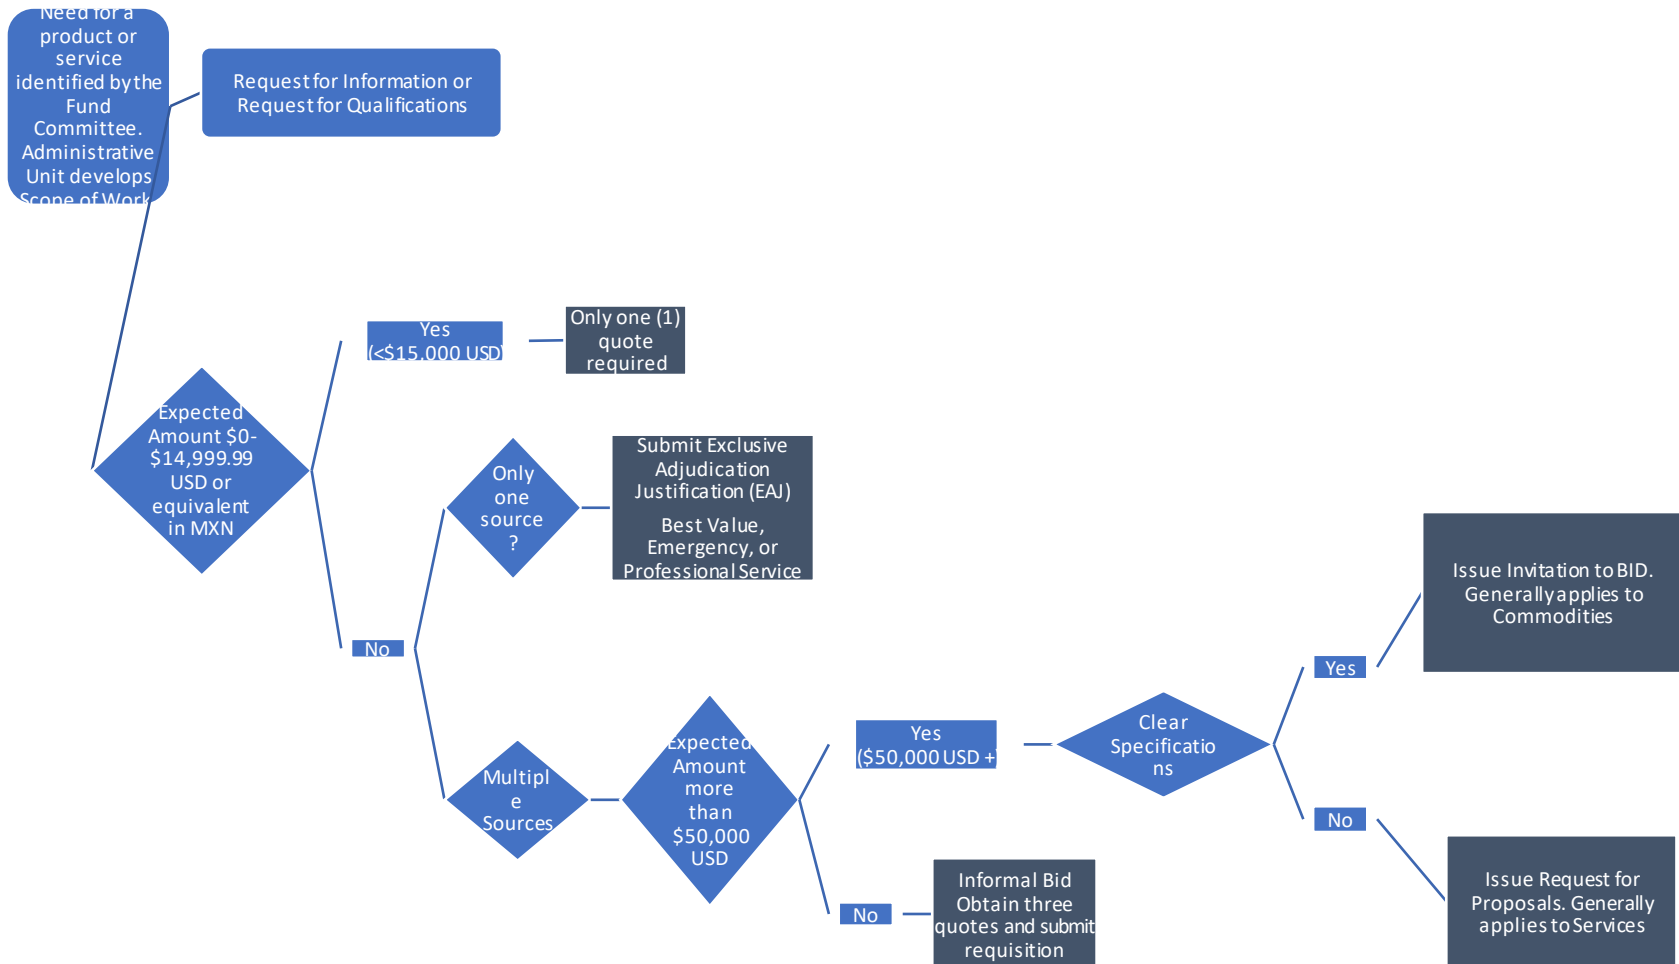 Need for a
product or
service
identified by the
Fund
Committee.
Administrative
Unit develops
Scope of Work
Request for Information or
Request for Qualifications
Yes
(<$15,000 USD)
Only one (1)
quote
required
Expected
Amount $0-
$14,999.99
USD or
equivalent
in MXN
Only
one
source
?
Submit Exclusive
Adjudication
Justification (EAJ)
Best Value,
Emergency, or
Professional Service
No
Multipl
e
Sources
Expected
Amount
more
than
$50,000
USD
Yes
($50,000 USD +)
Clear
Specificatio
ns
Yes
Issue Invitation to BID.
Generally applies to
Commodities
No
Issue Request for
Proposals. Generally
applies to Services
No
Informal Bid
Obtain three
quotes and submit
requisition